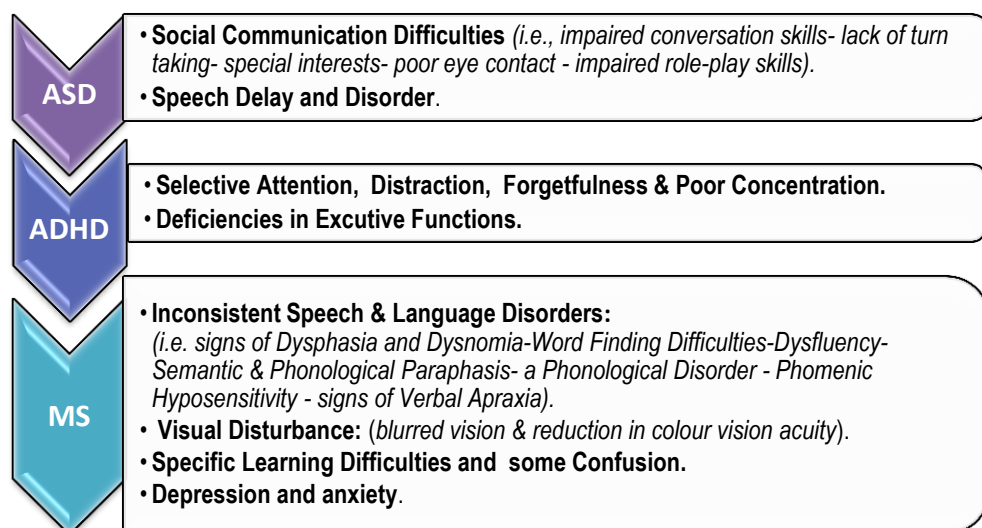 ASD
• Social Communication Difficulties (i.e., impaired conversation skills- lack of turn
taking- special interests- poor eye contact - impaired role-play skills).
• Speech Delay and Disorder.
ADHD
• Selective Attention, Distraction, Forgetfulness & Poor Concentration.
• Deficiencies in Excutive Functions.
MS
• Inconsistent Speech & Language Disorders:
(i.e. signs of Dysphasia and Dysnomia-Word Finding Difficulties-Dysfluency-
Semantic & Phonological Paraphasis- a Phonological Disorder - Phomenic
Hyposensitivity - signs of Verbal Apraxia).
• Visual Disturbance: (blurred vision & reduction in colour vision acuity).
• Specific Learning Difficulties and some Confusion.
• Depression and anxiety.